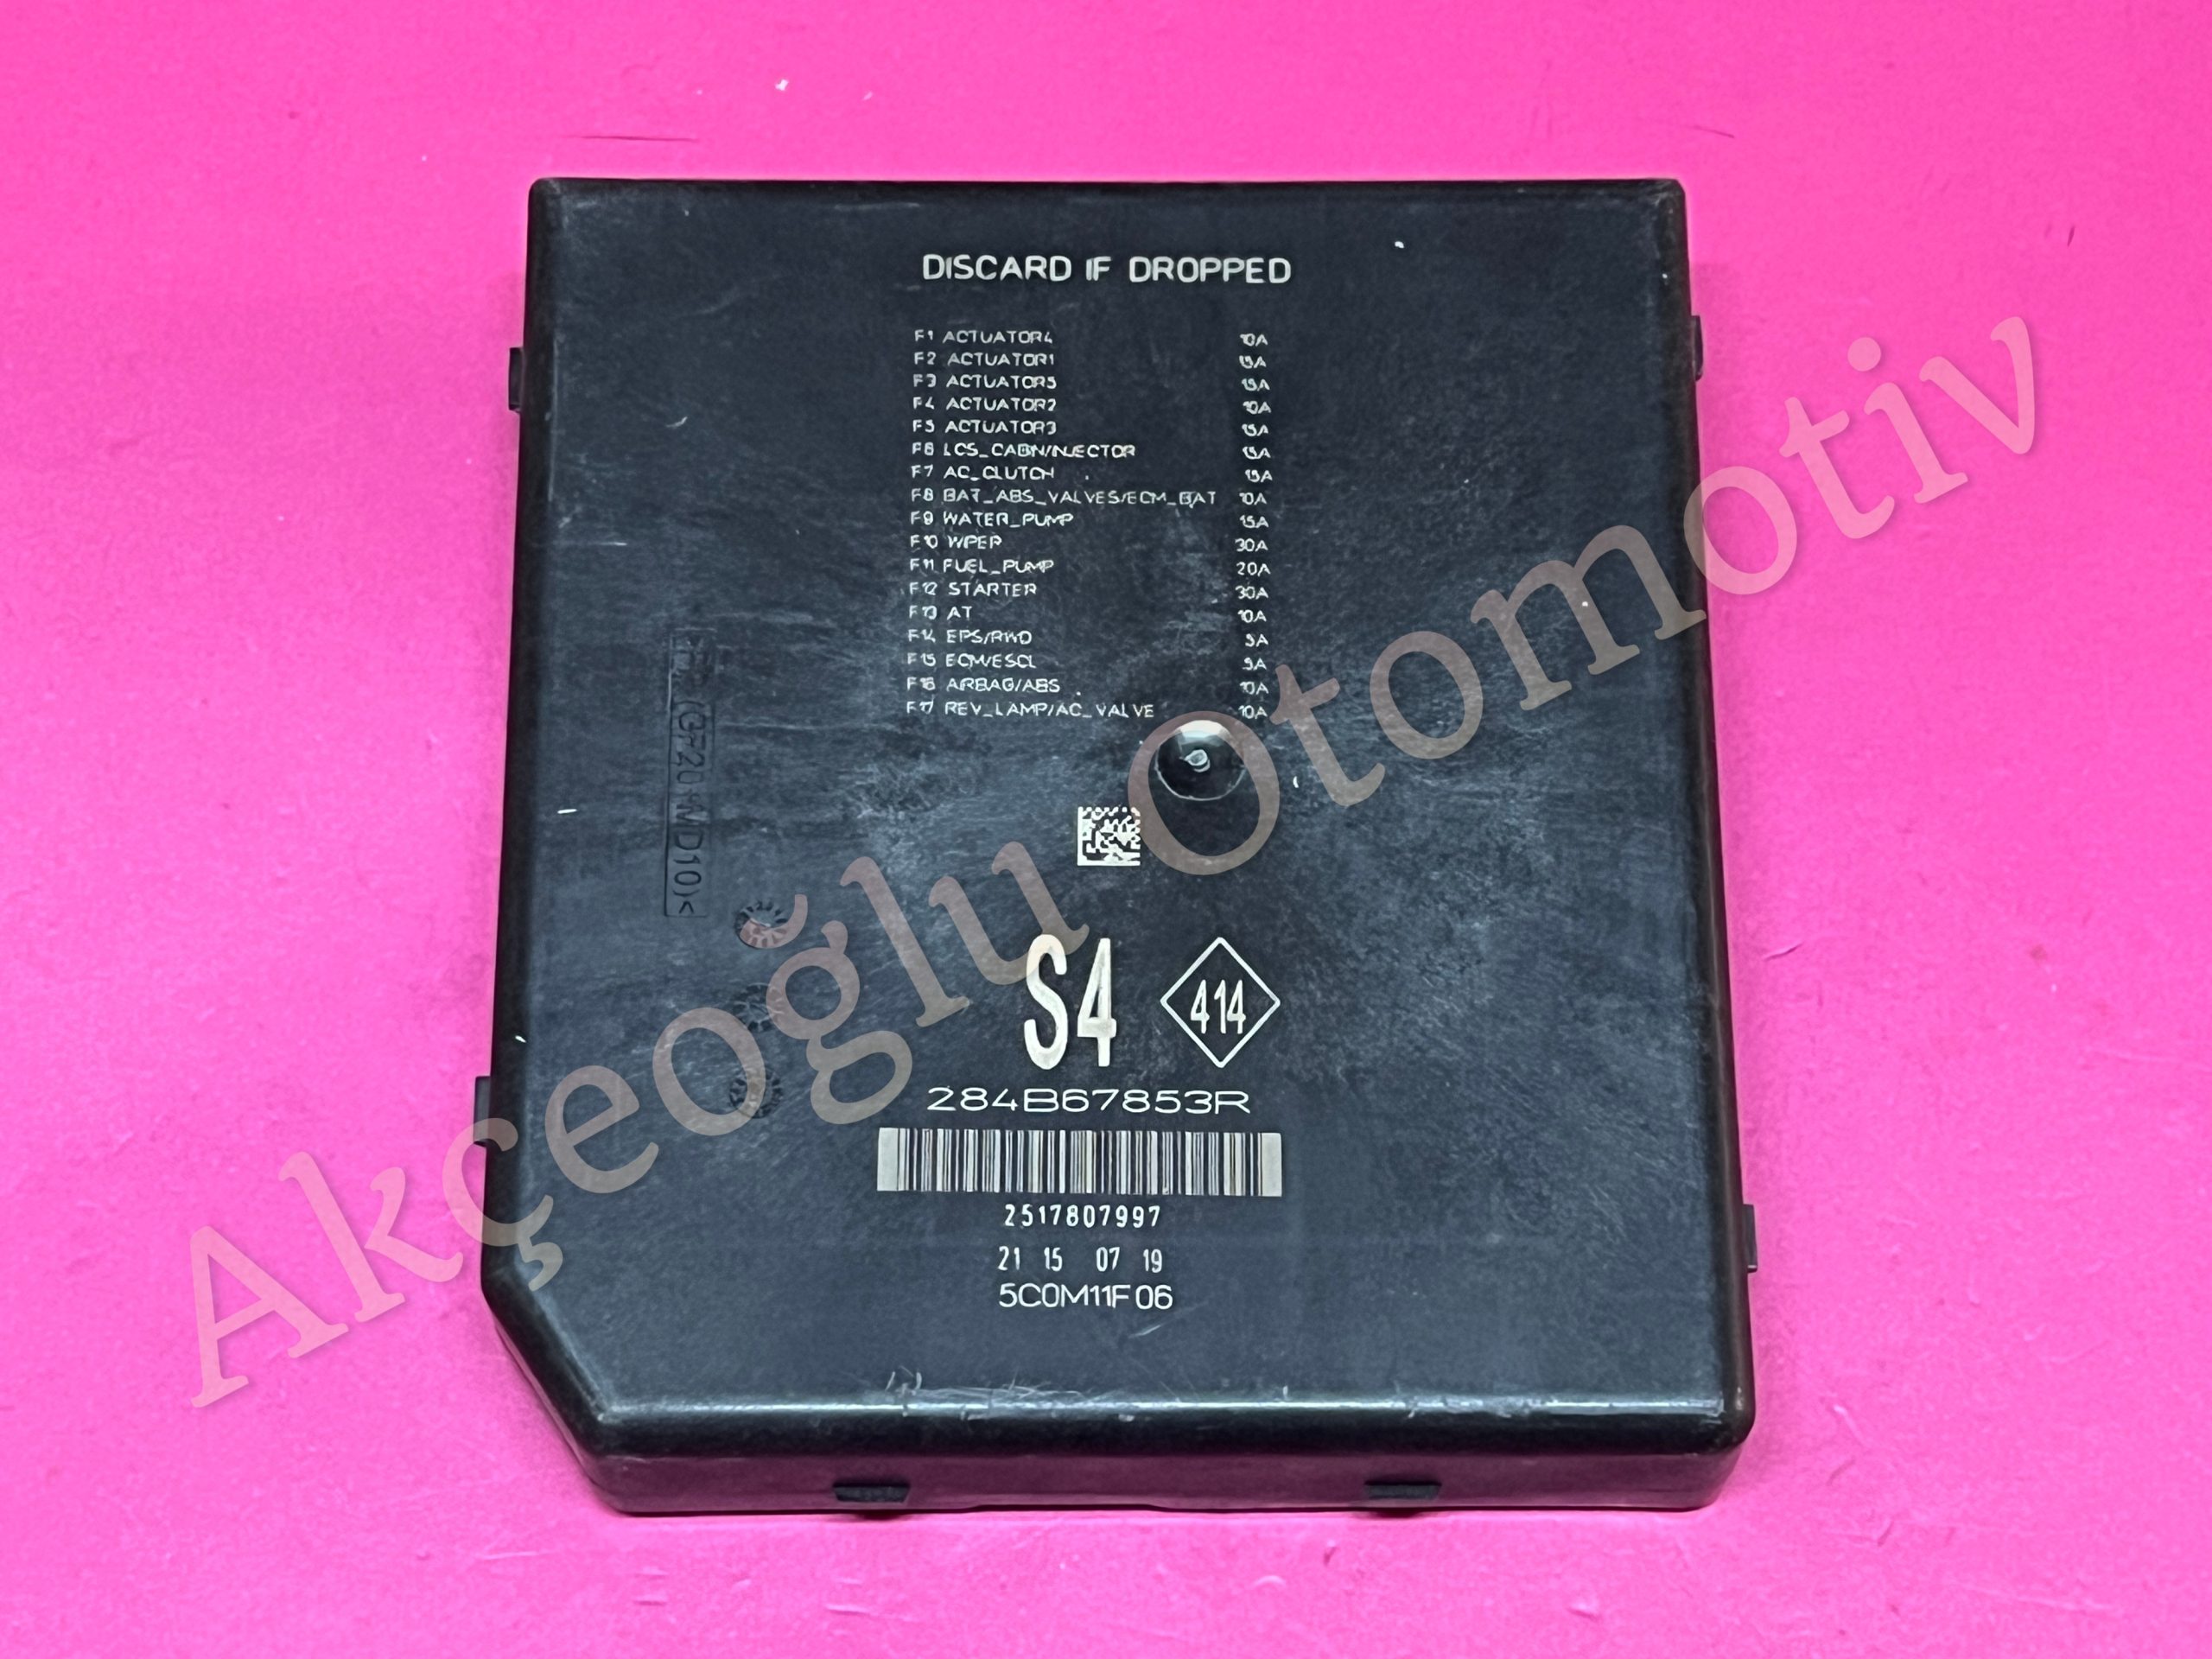 DISCARD IF DROPPED
F1 ACTUATOR4 10A
F2 ACTUATOR1 15A
F3 ACTUATOR5 15A
F4 ACTUATOR2 10A
F5 ACTUATOR3 15A
F6 LCS_CABIN/INJECTOR 15A
F7 AC_CLUTCH 15A
F8 BAT_ABS_VALVES/ECM_BAT 10A
F9 WATER_PUMP 15A
F10 WIPER 30A
F11 FUEL_PUMP 20A
F12 STARTER 30A
F13 AT 10A
F14 EPS/RWD 5A
F15 ECM/ESCL 5A
F16 AIRBAG/ABS 10A
F17 REV_LAMP/AC_VALVE 10A
S4
414
284B67853R
2517807997
21 15 07 19
5C0M11F06
Akçeoğlu Otomotiv